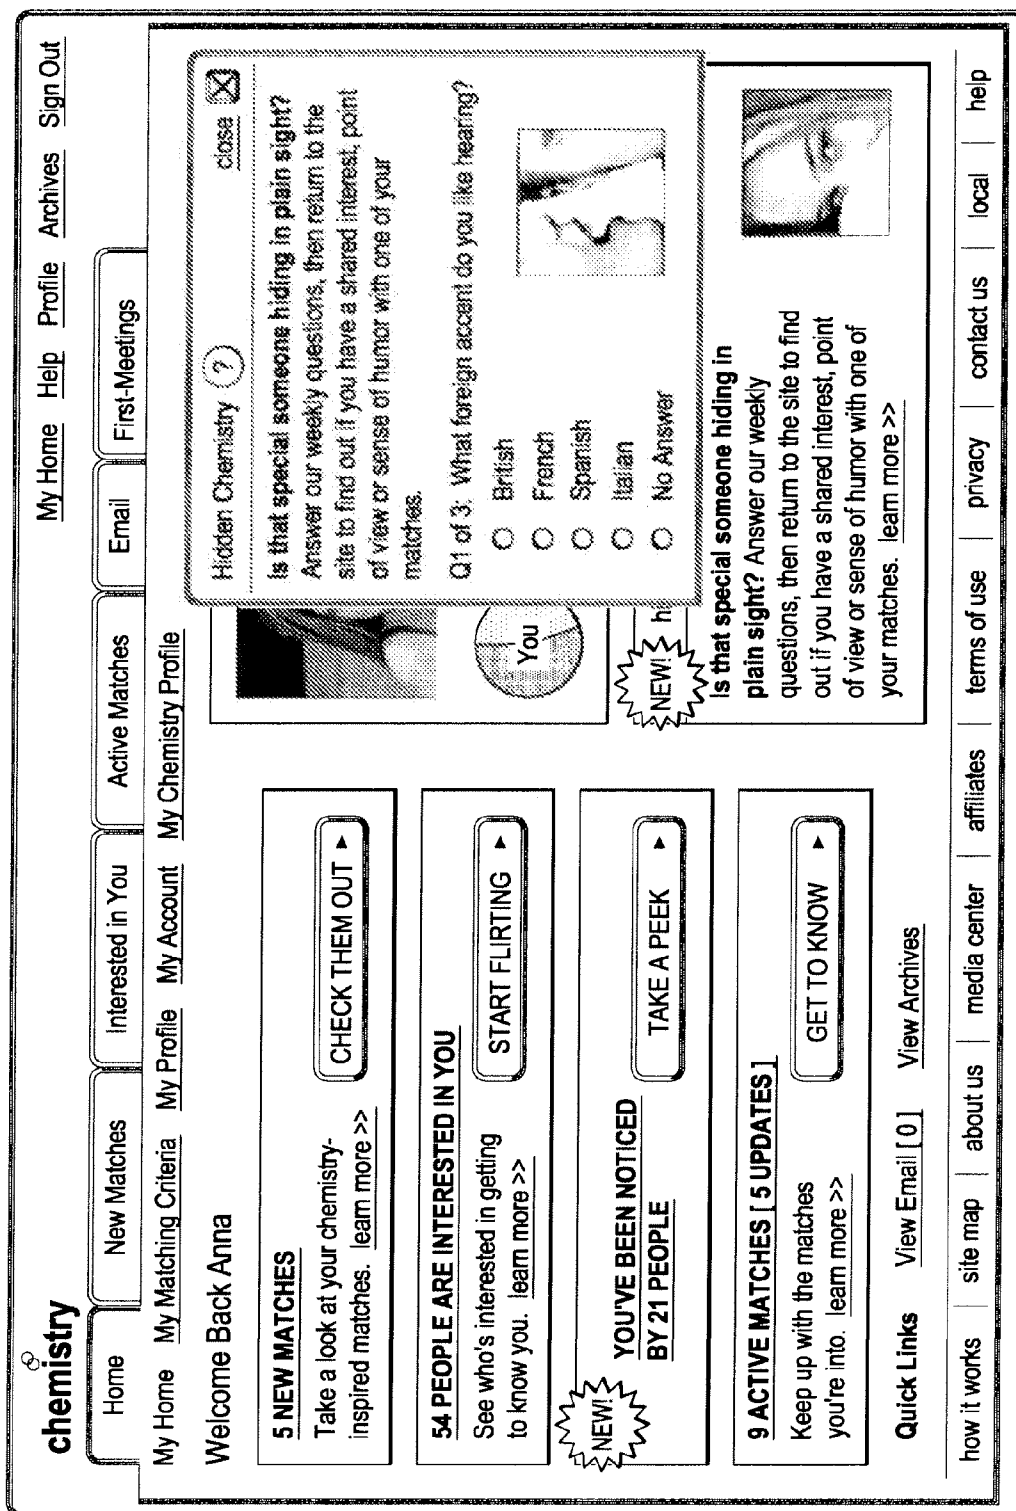 chemistry
My Home Help Profile Archives Sign Out
Home New Matches Interested in You Active Matches Email First-Meetings
My Home My Matching Criteria My Profile My Account My Chemistry Profile
Welcome Back Anna
5 NEW MATCHES
Take a look at your chemistry-
inspired matches. learn more >>
CHECK THEM OUT ►
54 PEOPLE ARE INTERESTED IN YOU
See who's interested in getting
to know you. learn more >>
START FLIRTING ►
NEW!
YOU'VE BEEN NOTICED
BY 21 PEOPLE
TAKE A PEEK ►
9 ACTIVE MATCHES [ 5 UPDATES ]
Keep up with the matches
you're into. learn more >>
GET TO KNOW ►
Quick Links View Email [ 0 ] View Archives
You
Hidden Chemistry ? close X
Is that special someone hiding in plain sight?
Answer our weekly questions, then return to the
site to find out if you have a shared interest, point
of view or sense of humor with one of your
matches.
Q1 of 3: What foreign accent do you like hearing?
British
French
Spanish
Italian
No Answer
NEW! h
Is that special someone hiding in
plain sight? Answer our weekly
questions, then return to the site to find
out if you have a shared interest, point
of view or sense of humor with one of
your matches. learn more >>
how it works | site map | about us | media center | affiliates | terms of use | privacy | contact us | local | help